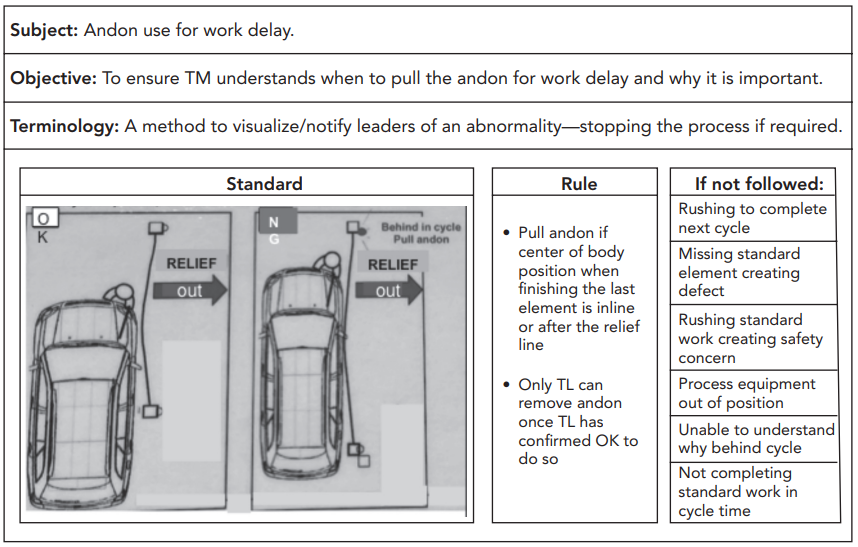 Subject: Andon use for work delay.
Objective: To ensure TM understands when to pull the andon for work delay and why it is important.
Terminology: A method to visualize/notify leaders of an abnormality—stopping the process if required.
Standard
O
K
RELIEF
out
N
G
Behind in cycle
Pull andon
RELIEF
out
Rule
• Pull andon if
center of body
position when
finishing the last
element is inline
or after the relief
line
• Only TL can
remove andon
once TL has
confirmed OK to
do so
If not followed:
Rushing to complete
next cycle
Missing standard
element creating
defect
Rushing standard
work creating safety
concern
Process equipment
out of position
Unable to understand
why behind cycle
Not completing
standard work in
cycle time